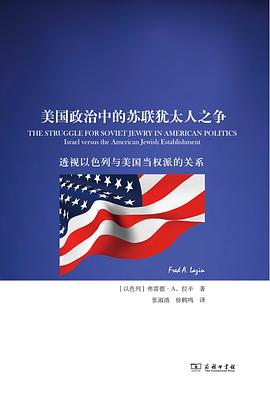 美国政治中的苏联犹太人之争
THE STRUGGLE FOR SOVIET JEWRY IN AMERICAN POLITICS
Israel versus the American Jewish Establishment
透视以色列与美国当权派的关系
Fred A. Lazin
[以色列] 弗雷德·A. 拉辛 著
张淑清 徐鹤鸣 译
商务印书馆
The Commercial Press